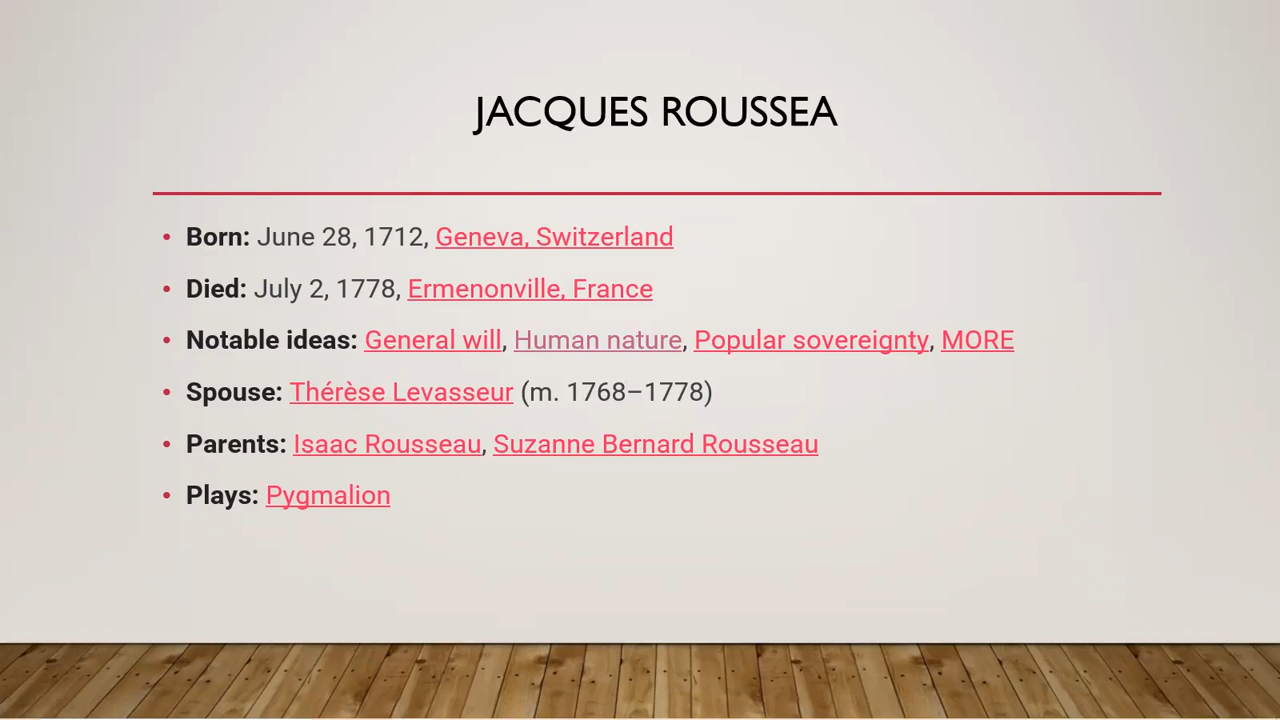 JACQUES ROUSSEA
• Born: June 28, 1712, Geneva, Switzerland
• Died: July 2, 1778, Ermenonville, France
• Notable ideas: General will, Human nature, Popular sovereignty, MORE
• Spouse: Thérèse Levasseur (m. 1768–1778)
• Parents: Isaac Rousseau, Suzanne Bernard Rousseau
• Plays: Pygmalion